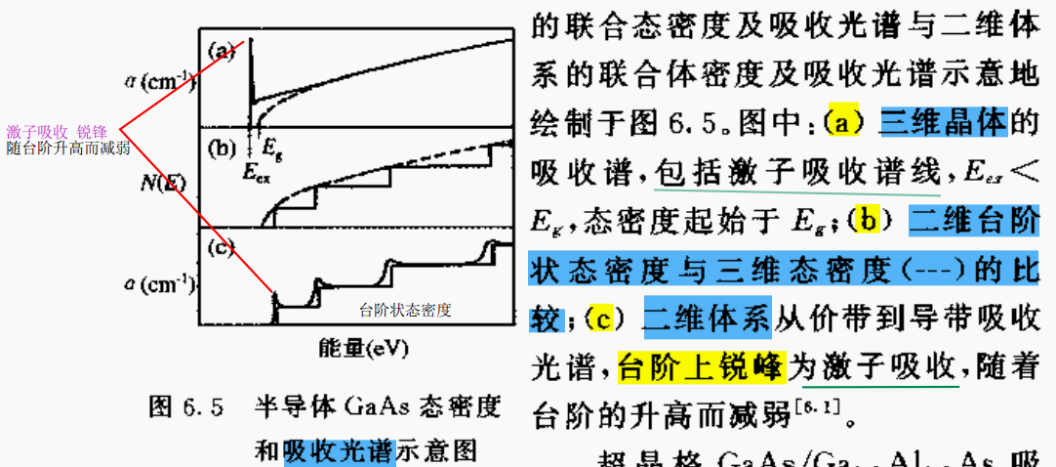 (a)
α (cm⁻¹)
激子吸收 锐锋
随台阶升高而减弱
(b)
E_g
E_ex
N(E)
(c)
α (cm⁻¹)
台阶状态密度
能量(eV)
图 6.5 半导体 GaAs 态密度
和吸收光谱示意图
的联合态密度及吸收光谱与二维体
系的联合体密度及吸收光谱示意地
绘制于图 6.5。图中:(a) 三维晶体的
吸收谱,包括激子吸收谱线,E_ex<
E_g,态密度起始于 E_g;(b) 二维台阶
状态密度与三维态密度(---)的比
较;(c) 二维体系从价带到导带吸收
光谱,台阶上锐峰为激子吸收,随着
台阶的升高而减弱[6.1]。
超晶格 GaAs/Ga